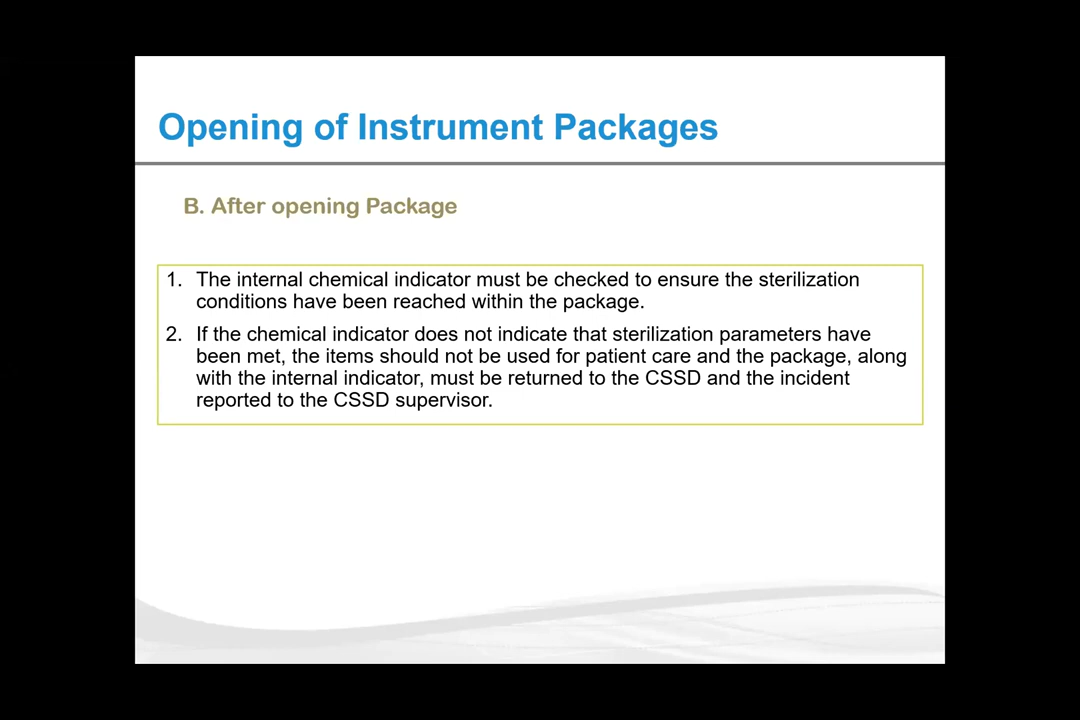 Opening of Instrument Packages
B. After opening Package
1. The internal chemical indicator must be checked to ensure the sterilization
conditions have been reached within the package.
2. If the chemical indicator does not indicate that sterilization parameters have
been met, the items should not be used for patient care and the package, along
with the internal indicator, must be returned to the CSSD and the incident
reported to the CSSD supervisor.